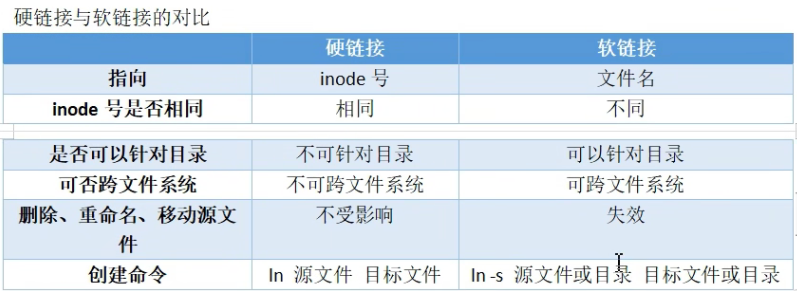 硬链接与软链接的对比
硬链接 软链接
指向 inode 号 文件名
inode 号是否相同 相同 不同
是否可以针对目录 不可针对目录 可以针对目录
可否跨文件系统 不可跨文件系统 可跨文件系统
删除、重命名、移动源文 不受影响 失效
件
创建命令 ln 源文件 目标文件 ln -s 源文件或目录 目标文件或目录